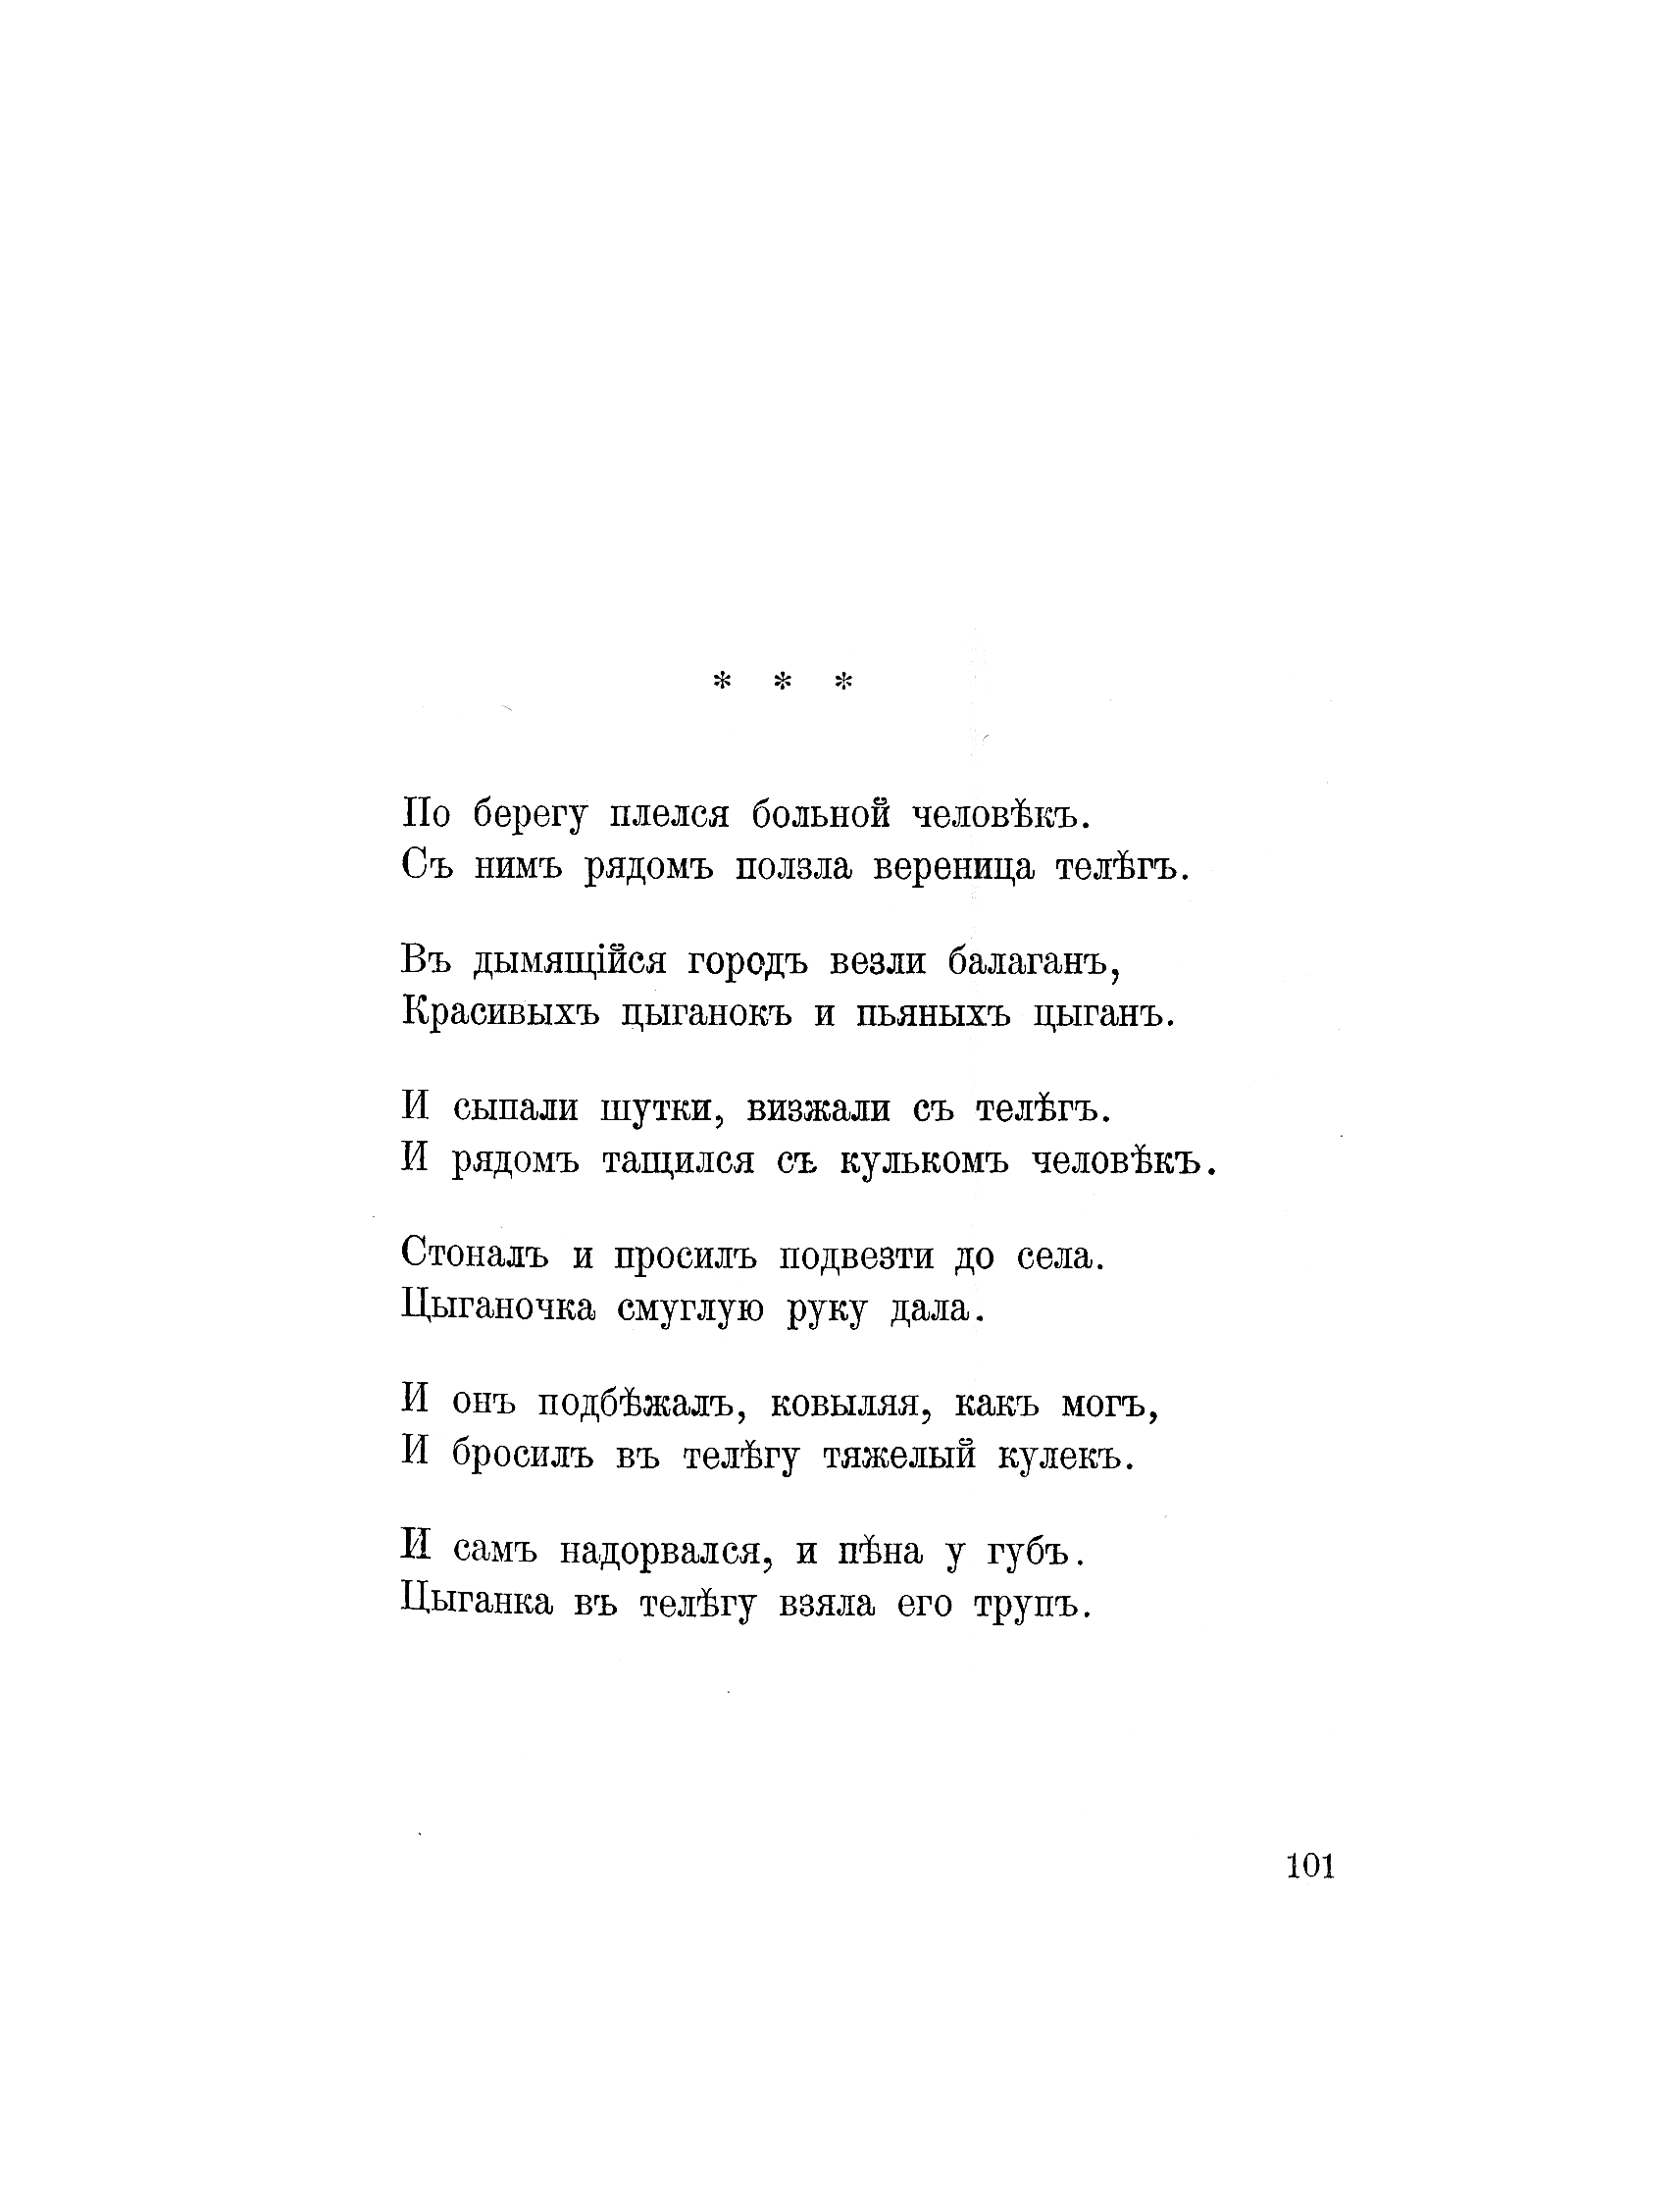 * * *
По берегу плелся больной человѣкъ.
Съ нимъ рядомъ ползла вереница телѣгъ.
Въ дымящійся городъ везли балаганъ,
Красивыхъ цыганокъ и пьяныхъ цыганъ.
И сыпали шутки, визжали съ телѣгъ.
И рядомъ тащился съ кулькомъ человѣкъ.
Стоналъ и просилъ подвезти до села.
Цыганочка смуглую руку дала.
И онъ подбѣжалъ, ковыляя, какъ могъ,
И бросилъ въ телѣгу тяжелый кулекъ.
И самъ надорвался, и пѣна у губъ.
Цыганка въ телѣгу взяла его трупъ.
101